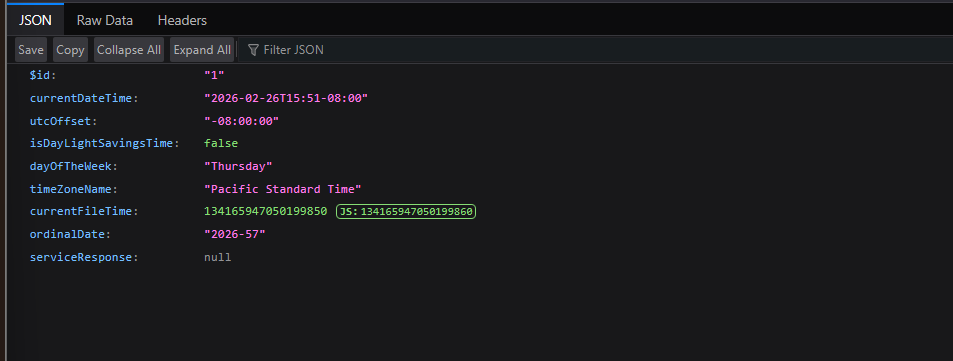 JSON Raw Data Headers
Save Copy Collapse All Expand All Filter JSON
$id: "1"
currentDateTime: "2026-02-26T15:51-08:00"
utcOffset: "-08:00:00"
isDayLightSavingsTime: false
dayOfTheWeek: "Thursday"
timeZoneName: "Pacific Standard Time"
currentFileTime: 134165947050199850 JS:134165947050199860
ordinalDate: "2026-57"
serviceResponse: null